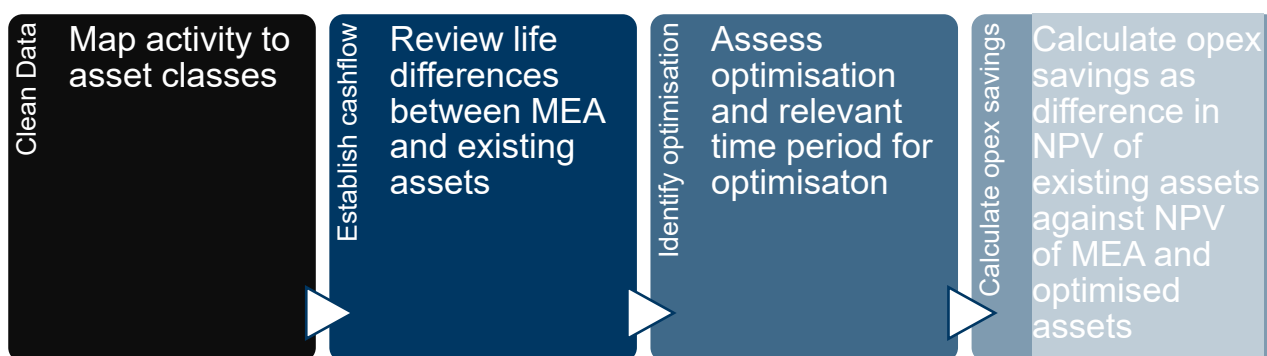 Clean Data
Map activity to
asset classes
Establish cashflow
Review life
differences
between MEA
and existing
assets
Identify optimisation
Assess
optimisation
and relevant
time period for
optimisaton
Calculate opex savings
Calculate opex
savings as
difference in
NPV of
existing assets
against NPV
of MEA and
optimised
assets